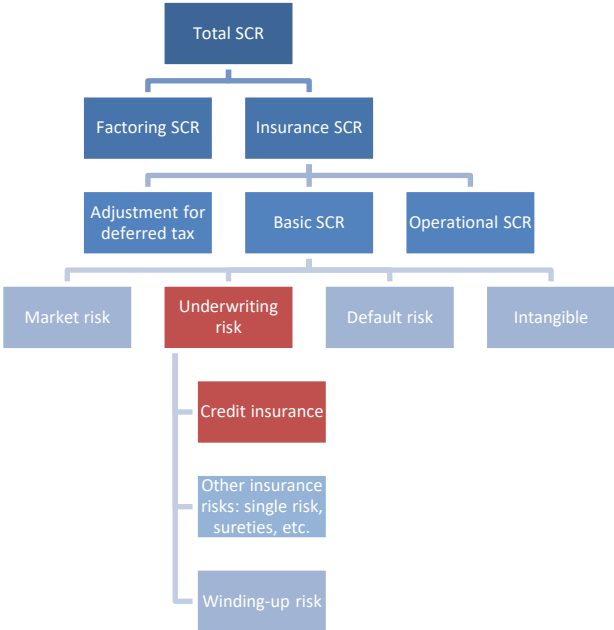 Total SCR
Factoring SCR
Insurance SCR
Adjustment for
deferred tax
Basic SCR
Operational SCR
Market risk
Underwriting
risk
Default risk
Intangible
Credit insurance
Other insurance
risks: single risk,
sureties, etc.
Winding-up risk